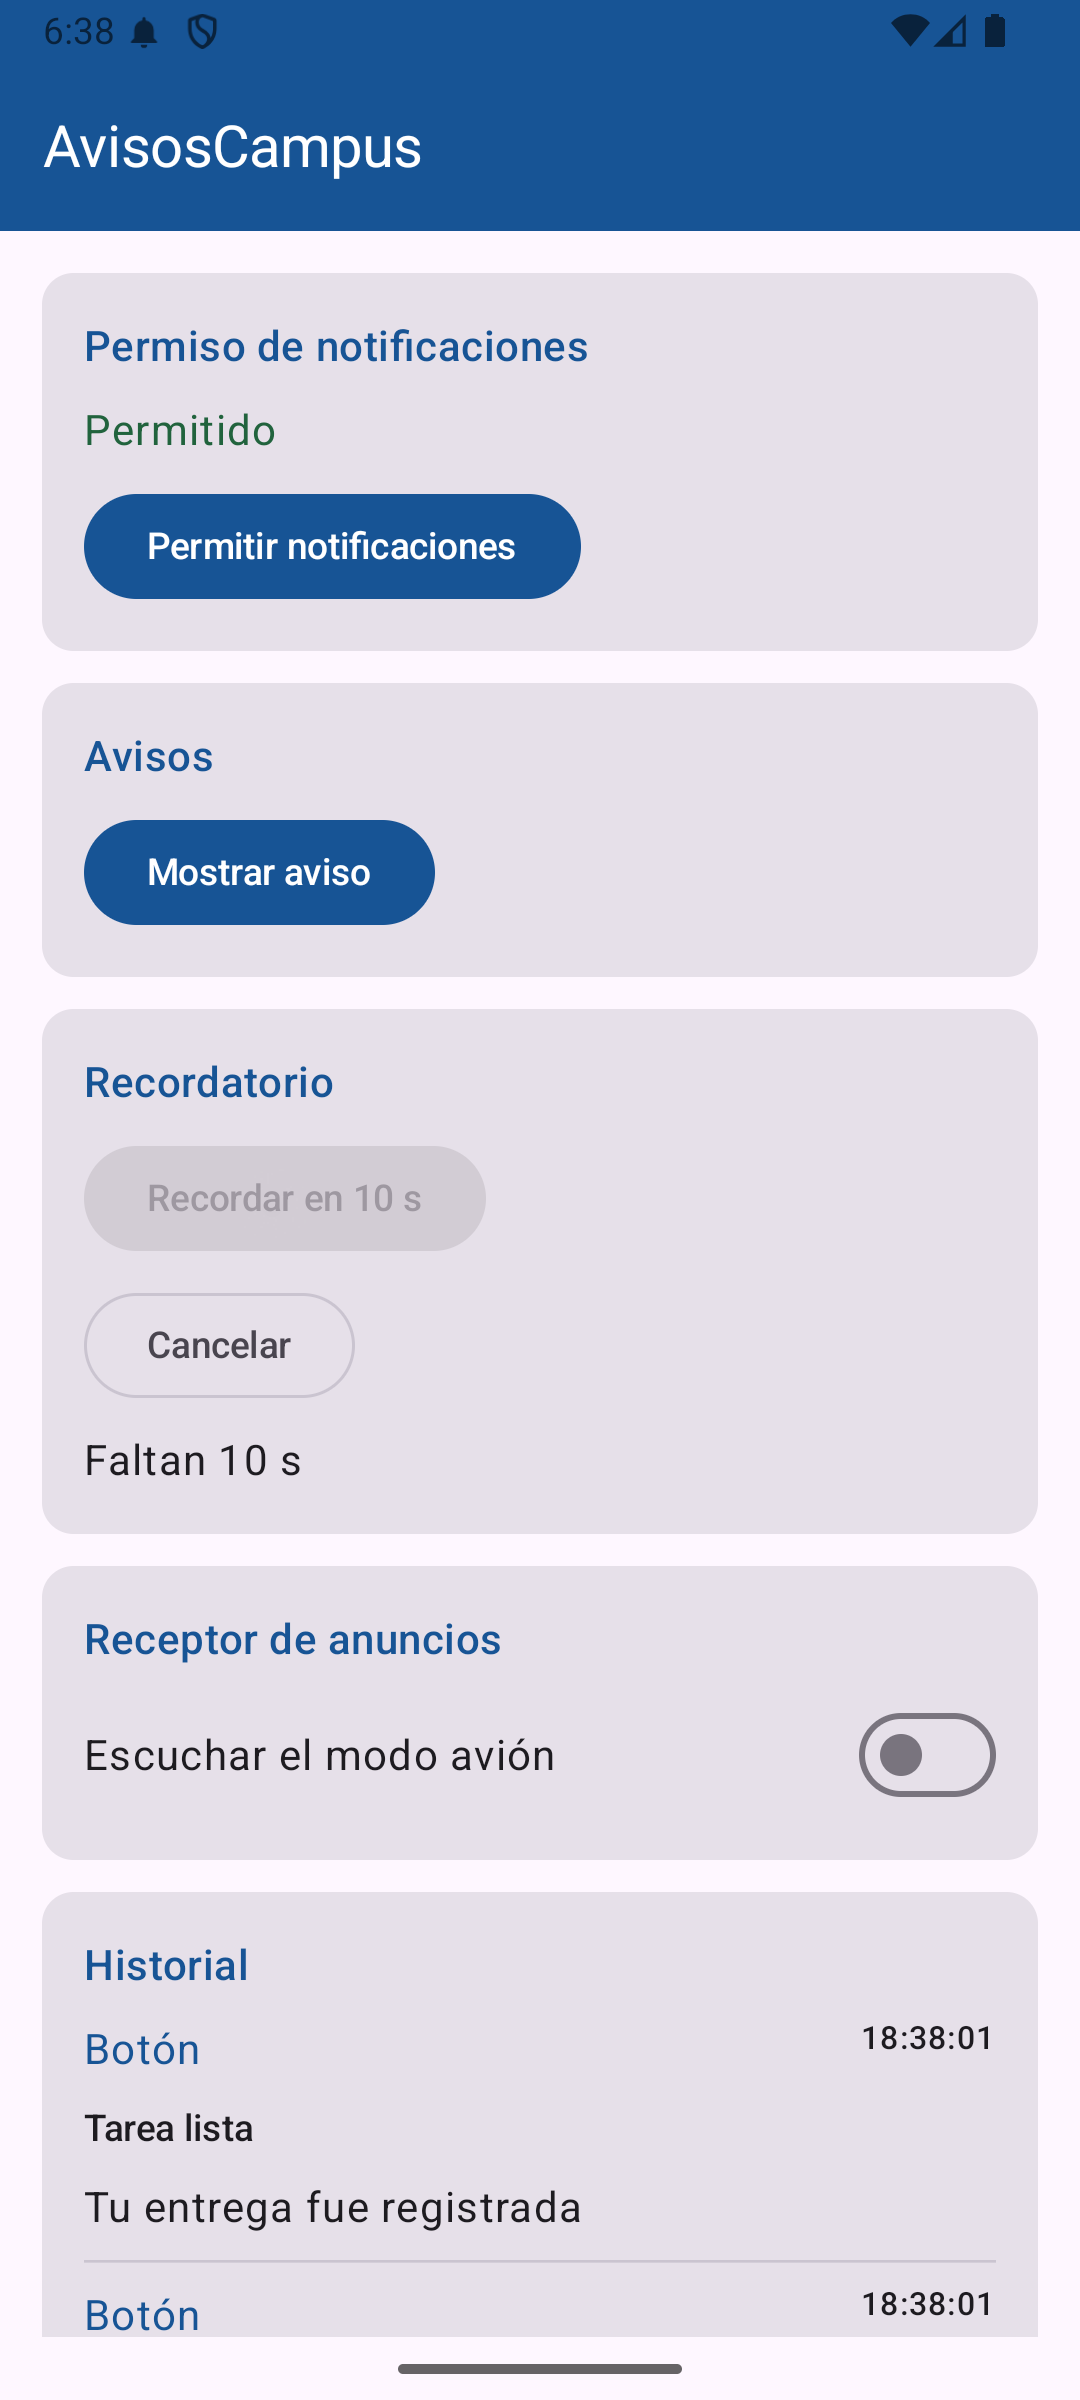 6:38
AvisosCampus
Permiso de notificaciones
Permitido
Permitir notificaciones
Avisos
Mostrar aviso
Recordatorio
Recordar en 10 s
Cancelar
Faltan 10 s
Receptor de anuncios
Escuchar el modo avión
Historial
Botón 18:38:01
Tarea lista
Tu entrega fue registrada
Botón 18:38:01